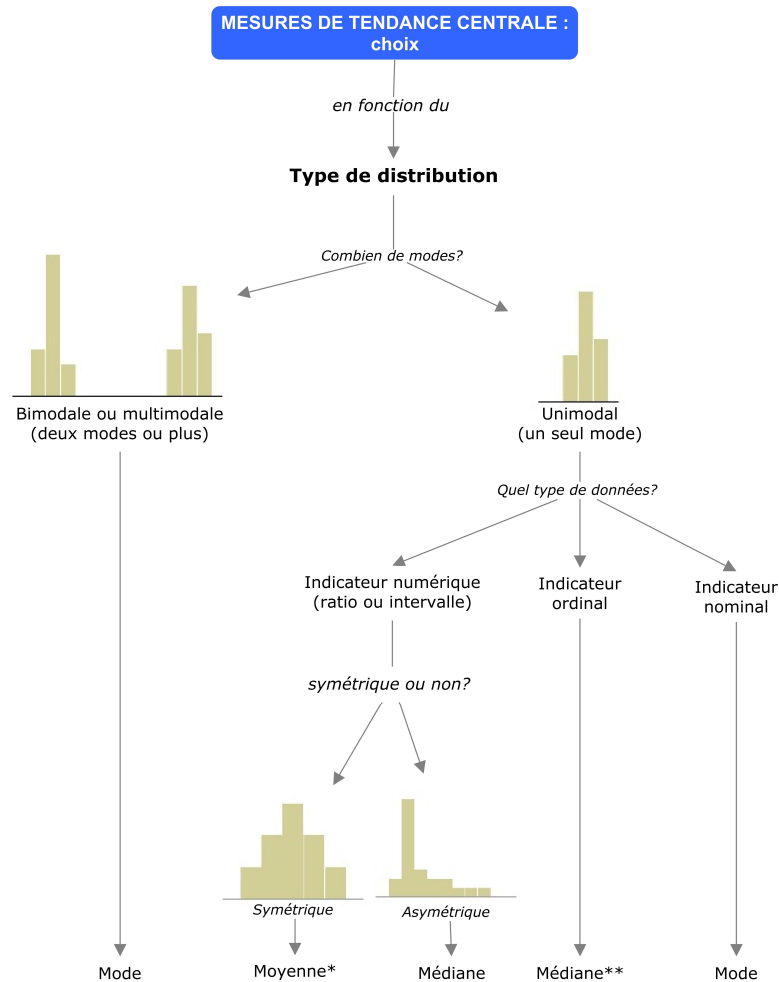 MESURES DE TENDANCE CENTRALE :
choix
en fonction du
Type de distribution
Combien de modes?
Bimodale ou multimodale
(deux modes ou plus)
Unimodal
(un seul mode)
Quel type de données?
Indicateur numérique
(ratio ou intervalle)
Indicateur
ordinal
Indicateur
nominal
symétrique ou non?
Symétrique
Asymétrique
Mode
Moyenne*
Médiane
Médiane**
Mode